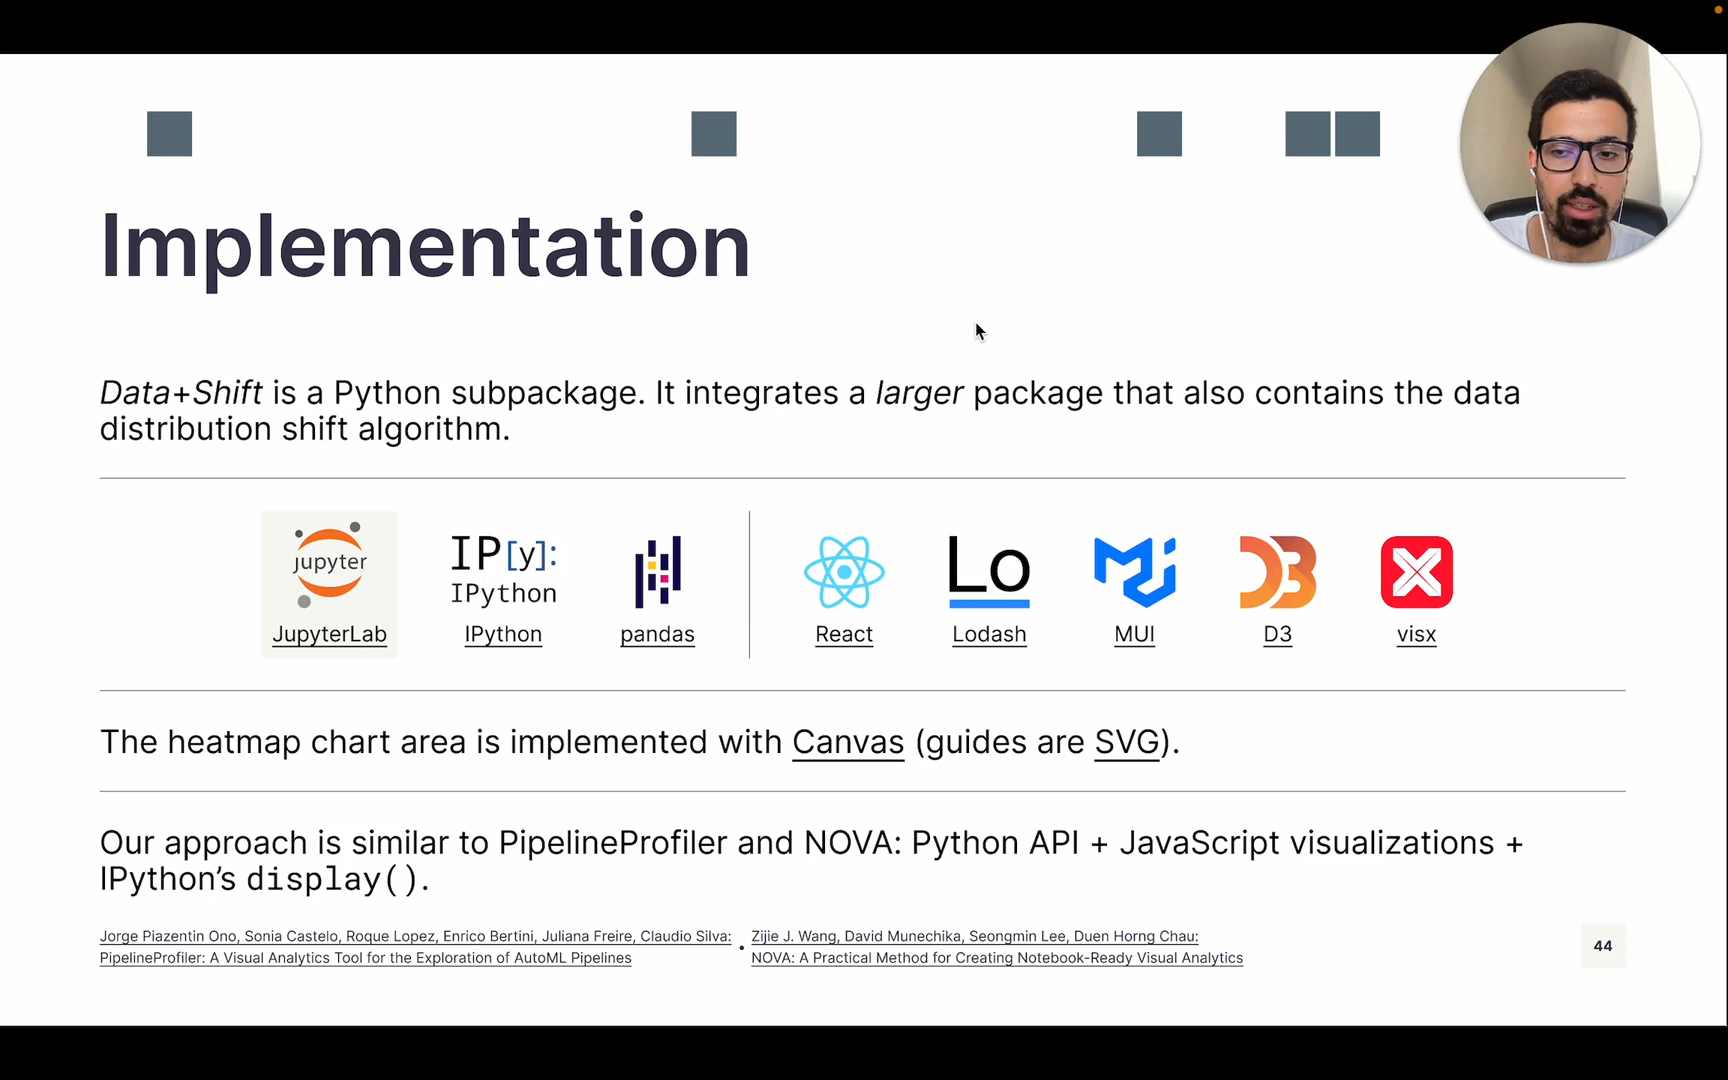 Implementation
Data+Shift is a Python subpackage. It integrates a larger package that also contains the data
distribution shift algorithm.
jupyter
IP[y]:
IPython
Lo
JupyterLab
IPython
pandas
React
Lodash
MUI
D3
visx
The heatmap chart area is implemented with Canvas (guides are SVG).
Our approach is similar to PipelineProfiler and NOVA: Python API + JavaScript visualizations +
IPython’s display().
Jorge Piazentin Ono, Sonia Castelo, Roque Lopez, Enrico Bertini, Juliana Freire, Claudio Silva:
PipelineProfiler: A Visual Analytics Tool for the Exploration of AutoML Pipelines
•
Zijie J. Wang, David Munechika, Seongmin Lee, Duen Horng Chau:
NOVA: A Practical Method for Creating Notebook-Ready Visual Analytics
44